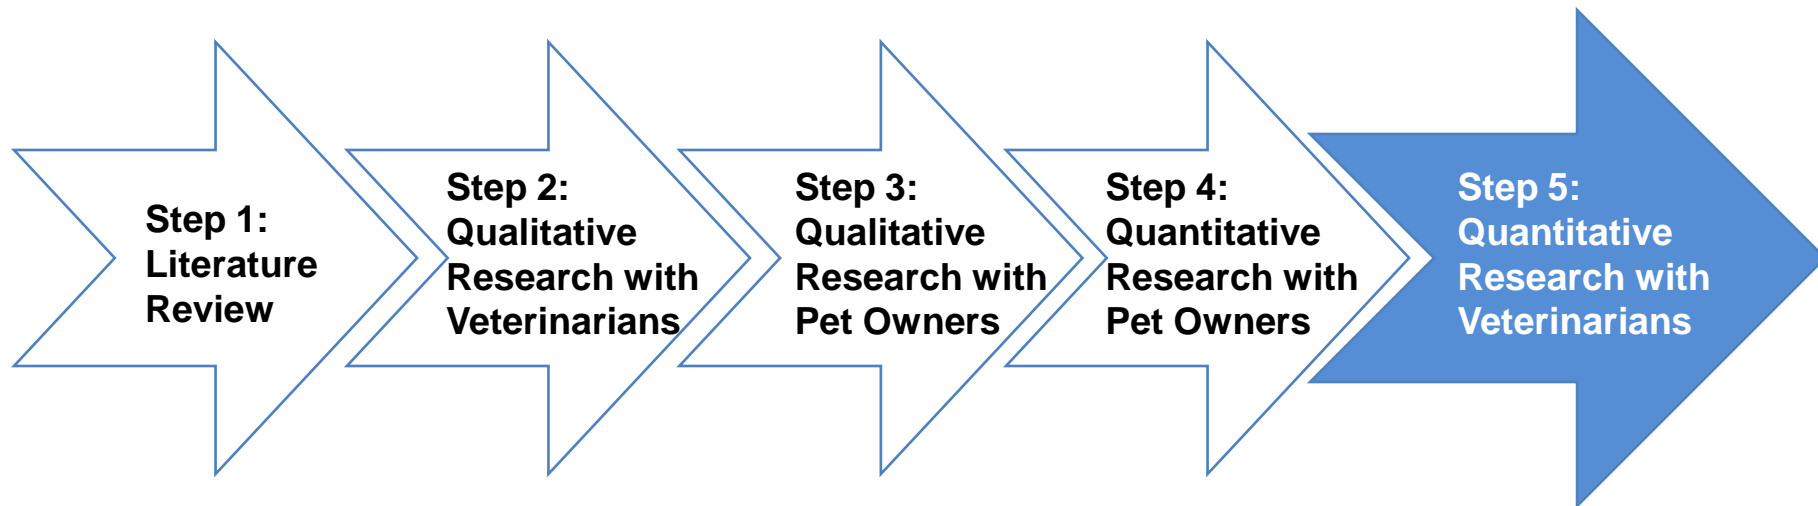 Step 1:
Literature
Review
Step 2:
Qualitative
Research with
Veterinarians
Step 3:
Qualitative
Research with
Pet Owners
Step 4:
Quantitative
Research with
Pet Owners
Step 5:
Quantitative
Research with
Veterinarians